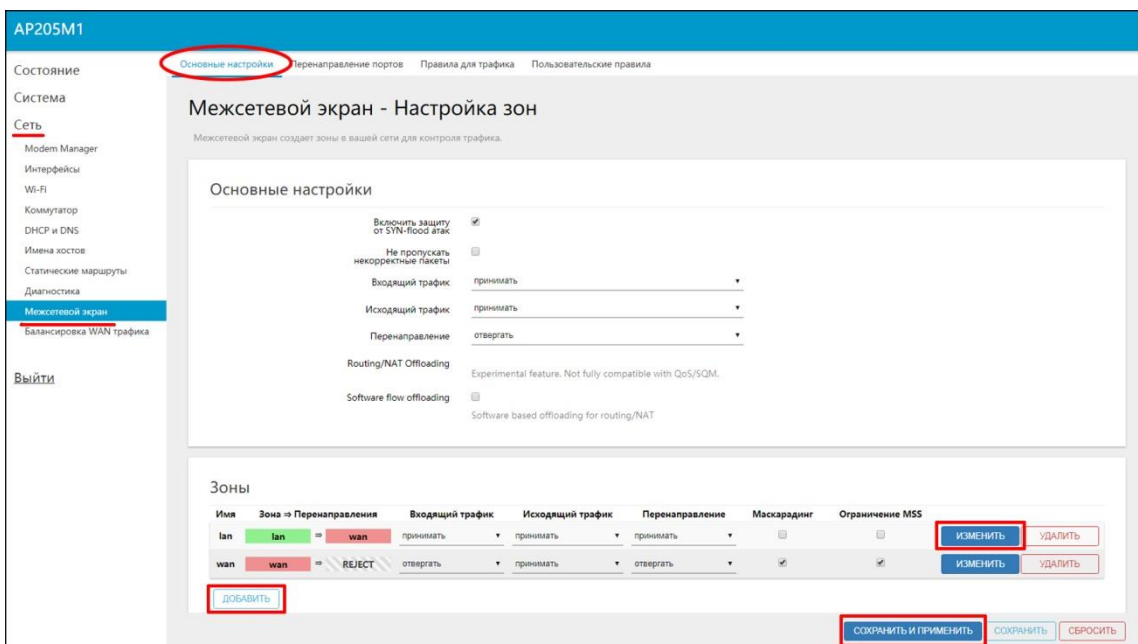 AP205M1
Состояние
Система
Сеть
Modem Manager
Интерфейсы
Wi-Fi
Коммутатор
DHCP и DNS
Имена хостов
Статические маршруты
Диагностика
Межсетевой экран
Балансировка WAN трафика
Выйти
Основные настройки Перенаправление портов Правила для трафика Пользовательские правила
Межсетевой экран - Настройка зон
Межсетевой экран создает зоны в вашей сети для контроля трафика.
Основные настройки
Включить защиту
от SYN-flood атак
Не пропускать
некорректные пакеты
Входящий трафик принимать
Исходящий трафик принимать
Перенаправление отвергать
Routing/NAT Offloading
Experimental feature. Not fully compatible with QoS/SQM.
Software flow offloading
Software based offloading for routing/NAT
Зоны
Имя Зона ⇒ Перенаправления Входящий трафик Исходящий трафик Перенаправление Маскарадинг Ограничение MSS
lan lan ⇒ wan принимать принимать принимать ИЗМЕНИТЬ УДАЛИТЬ
wan wan ⇒ REJECT отвергать принимать отвергать ИЗМЕНИТЬ УДАЛИТЬ
ДОБАВИТЬ
СОХРАНИТЬ И ПРИМЕНИТЬ СОХРАНИТЬ СБРОСИТЬ